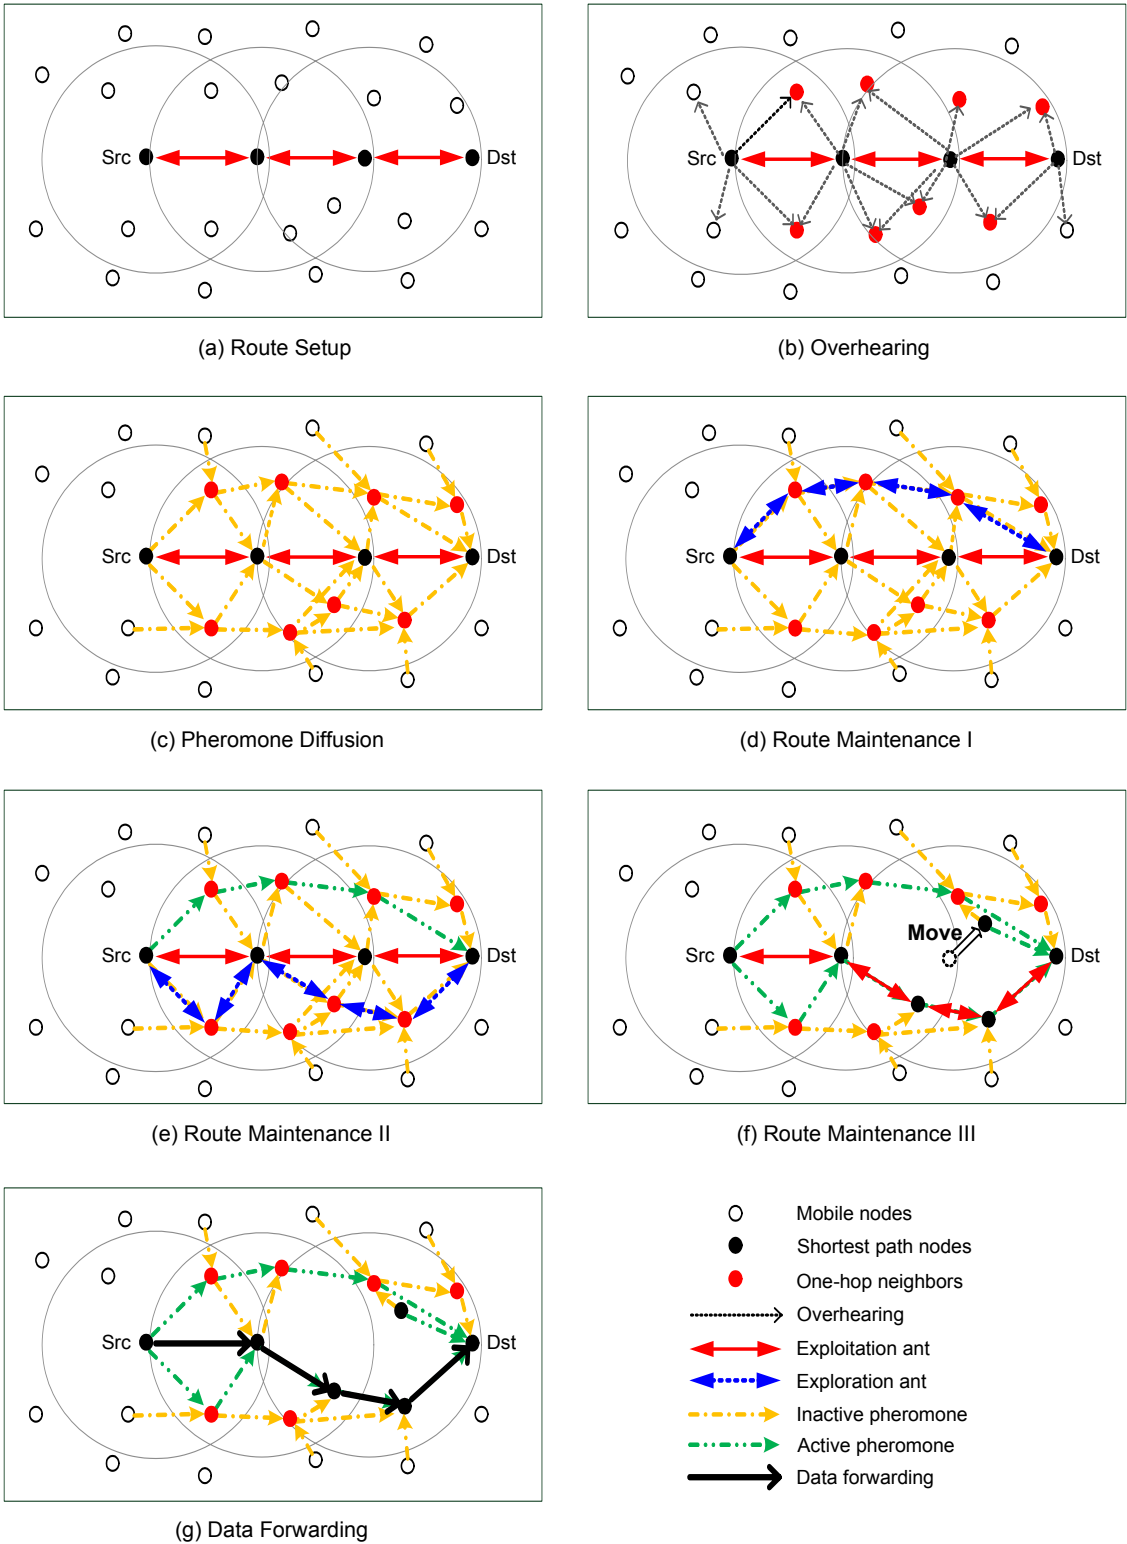 Src
Dst
(a) Route Setup
Src
Dst
(b) Overhearing
Src
Dst
(c) Pheromone Diffusion
Src
Dst
(d) Route Maintenance I
Src
Dst
(e) Route Maintenance II
Move
Src
Dst
(f) Route Maintenance III
Src
Dst
(g) Data Forwarding
Mobile nodes
Shortest path nodes
One-hop neighbors
Overhearing
Exploitation ant
Exploration ant
Inactive pheromone
Active pheromone
Data forwarding